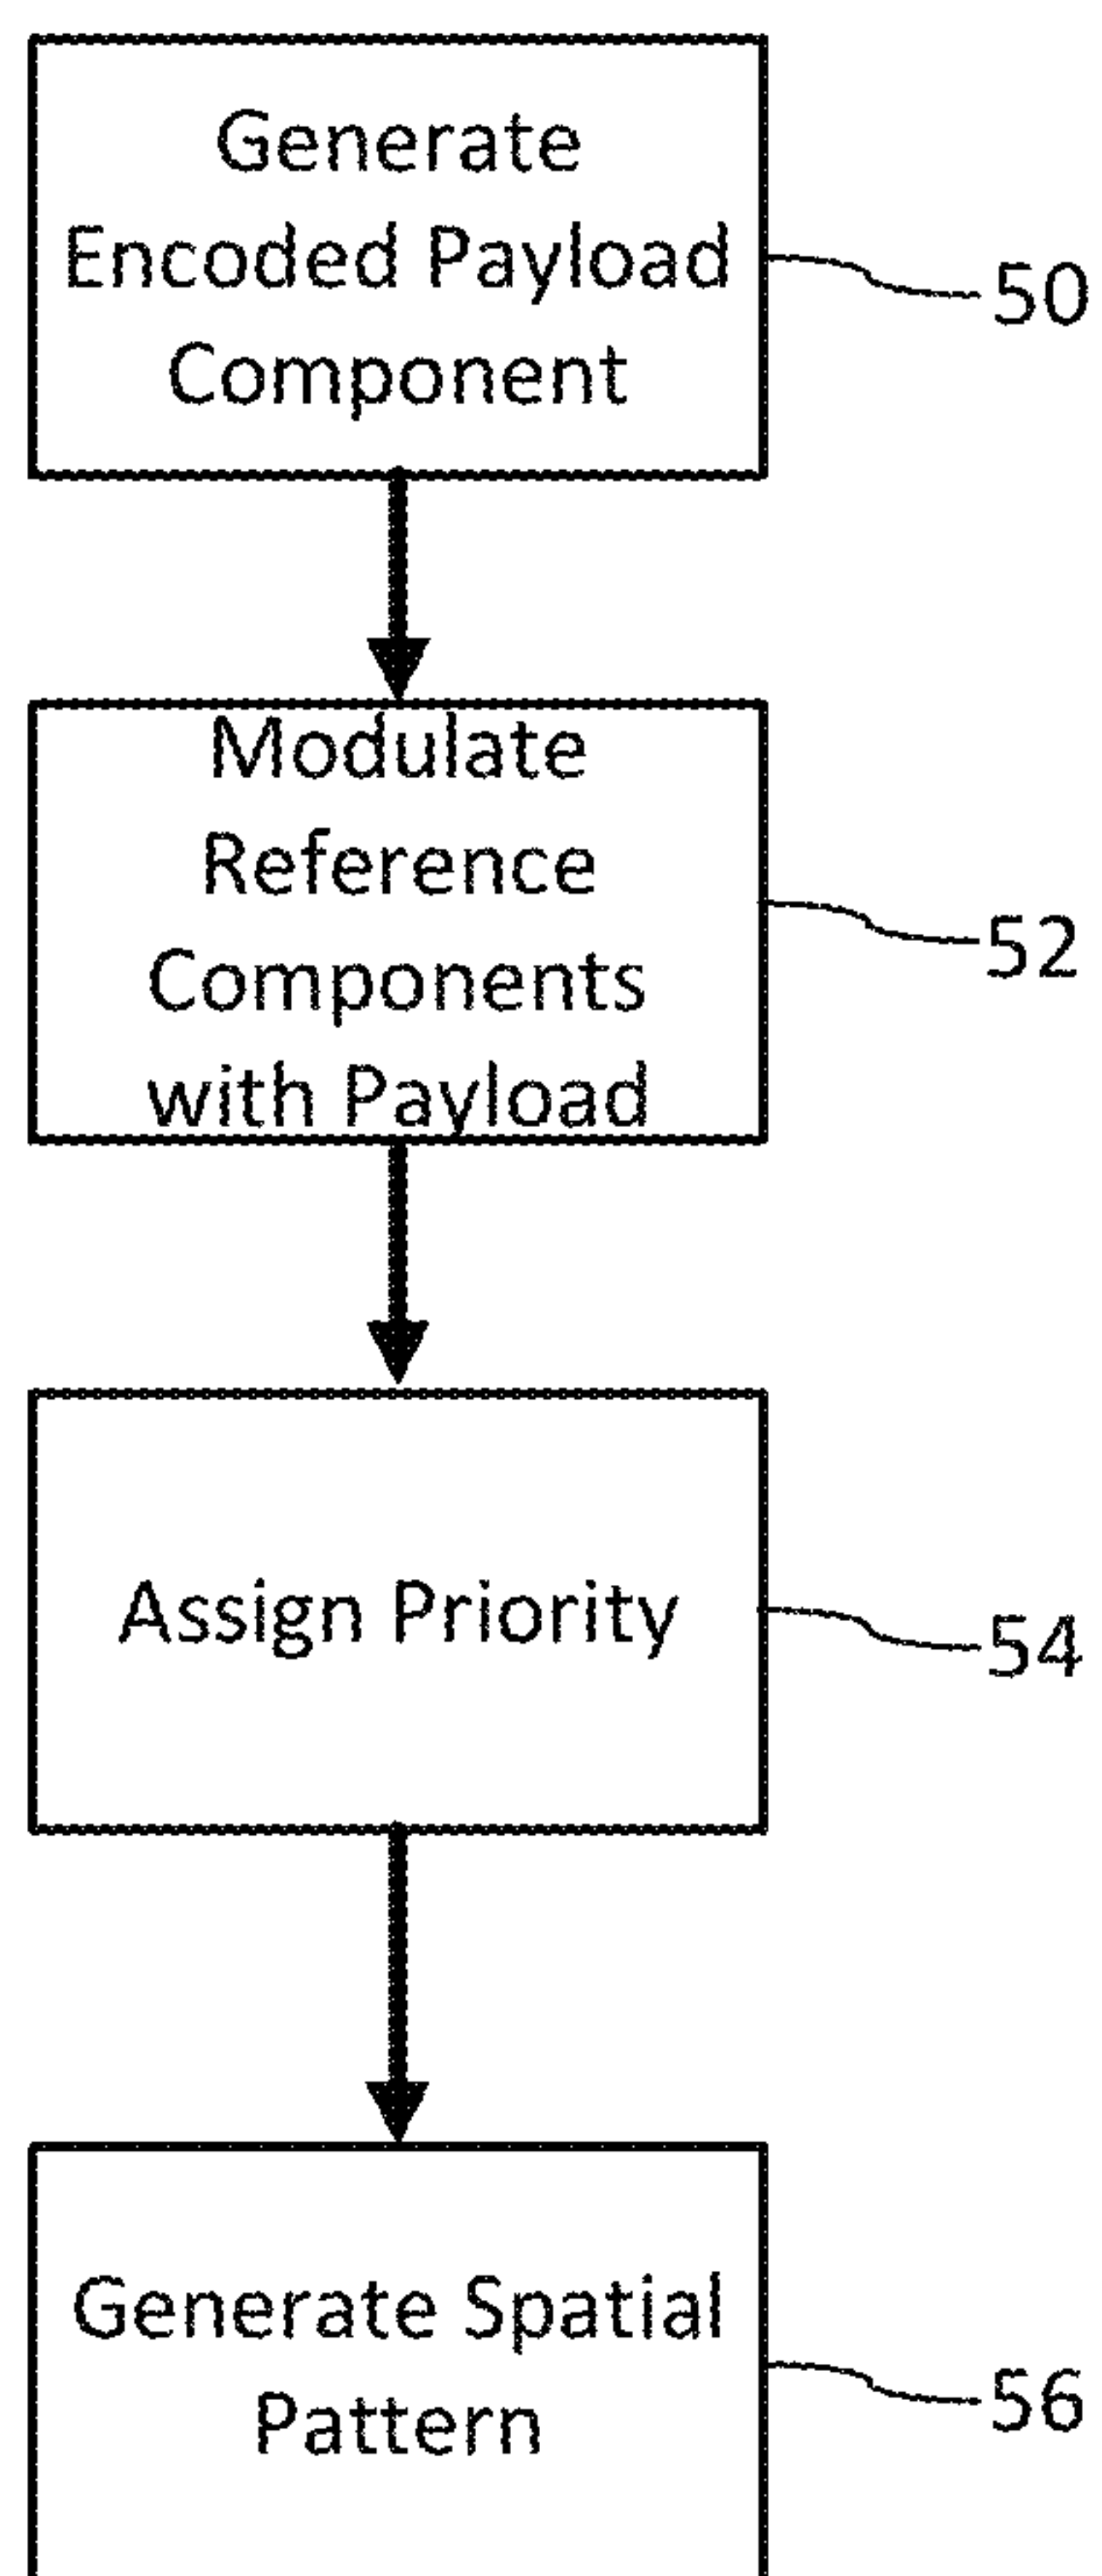 Generate
Encoded Payload
Component
50
Modulate
Reference
Components
with Payload
52
Assign Priority
54
Generate Spatial
Pattern
56